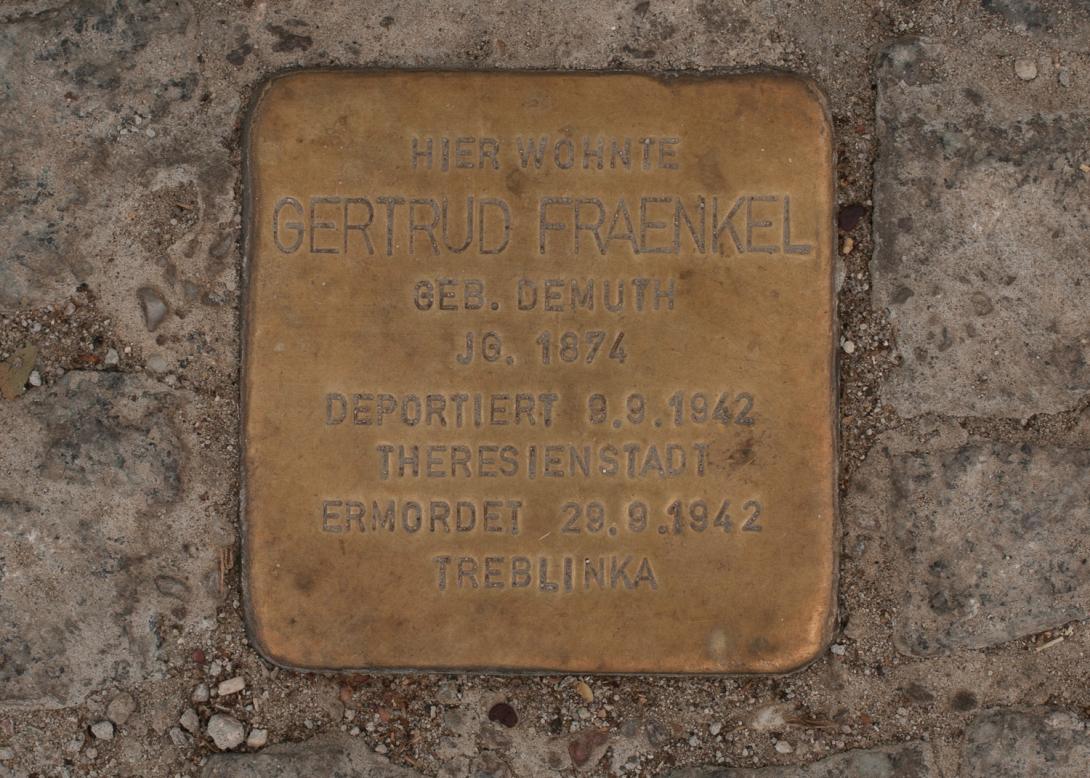 HIER WOHNTE
GERTRUD FRAENKEL
GEB. DEMUTH
JG. 1874
DEPORTIERT 9.9.1942
THERESIENSTADT
ERMORDET 29.9.1942
TREBLINKA